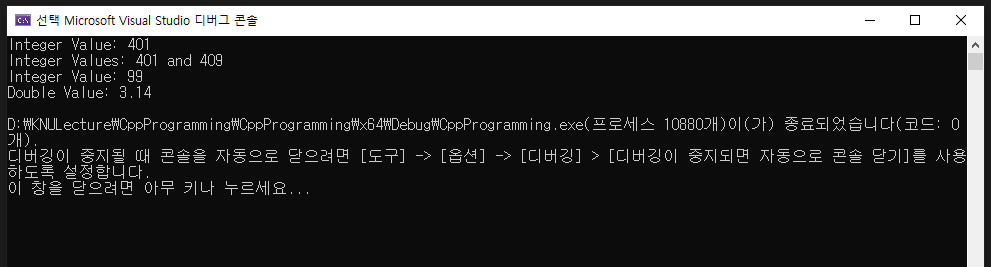 선택 Microsoft Visual Studio 디버그 콘솔
Integer Value: 401
Integer Values: 401 and 409
Integer Value: 99
Double Value: 3.14
D:₩KNULecture₩CppProgramming₩CppProgramming₩x64₩Debug₩CppProgramming.exe(프로세스 10880개)이(가) 종료되었습니다(코드: 0
개).
디버깅이 중지될 때 콘솔을 자동으로 닫으려면 [도구] -> [옵션] -> [디버깅] > [디버깅이 중지되면 자동으로 콘솔 닫기]를 사용
하도록 설정합니다.
이 창을 닫으려면 아무 키나 누르세요...